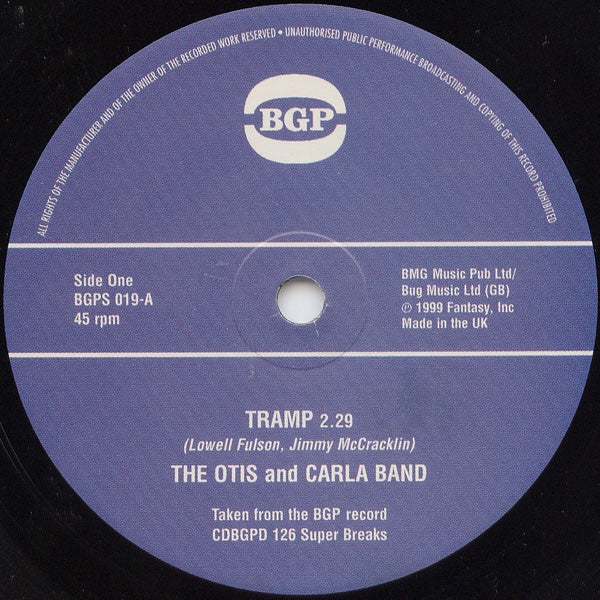 ALL RIGHTS OF THE MANUFACTURER AND OF THE OWNER OF THE RECORDED WORK RESERVED • UNAUTHORISED PUBLIC PERFORMANCE BROADCASTING AND COPYING OF THIS RECORD PROHIBITED
BGP
Side One
BGPS 019-A
45 rpm
BMG Music Pub Ltd/
Bug Music Ltd (GB)
℗ 1999 Fantasy, Inc
Made in the UK
TRAMP 2.29
(Lowell Fulson, Jimmy McCracklin)
THE OTIS and CARLA BAND
Taken from the BGP record
CDBGPD 126 Super Breaks